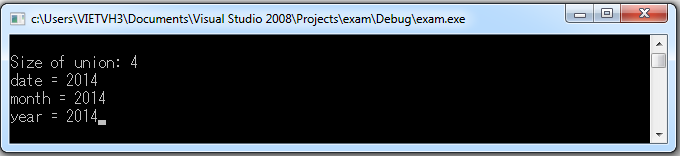 c:\Users\VIETVH3\Documents\Visual Studio 2008\Projects\exam\Debug\exam.exe
Size of union: 4
date = 2014
month = 2014
year = 2014